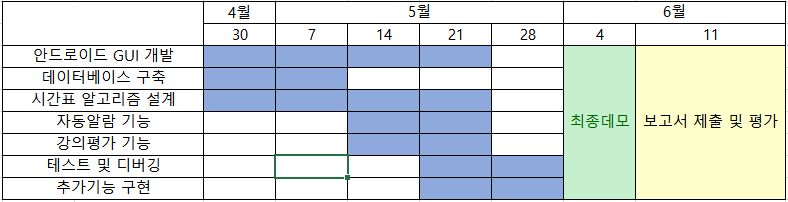 4월 5월 6월
30 7 14 21 28 4 11
안드로이드 GUI 개발
데이터베이스 구축
시간표 알고리즘 설계
자동알람 기능
최종데모 보고서 제출 및 평가
강의평가 기능
테스트 및 디버깅
추가기능 구현